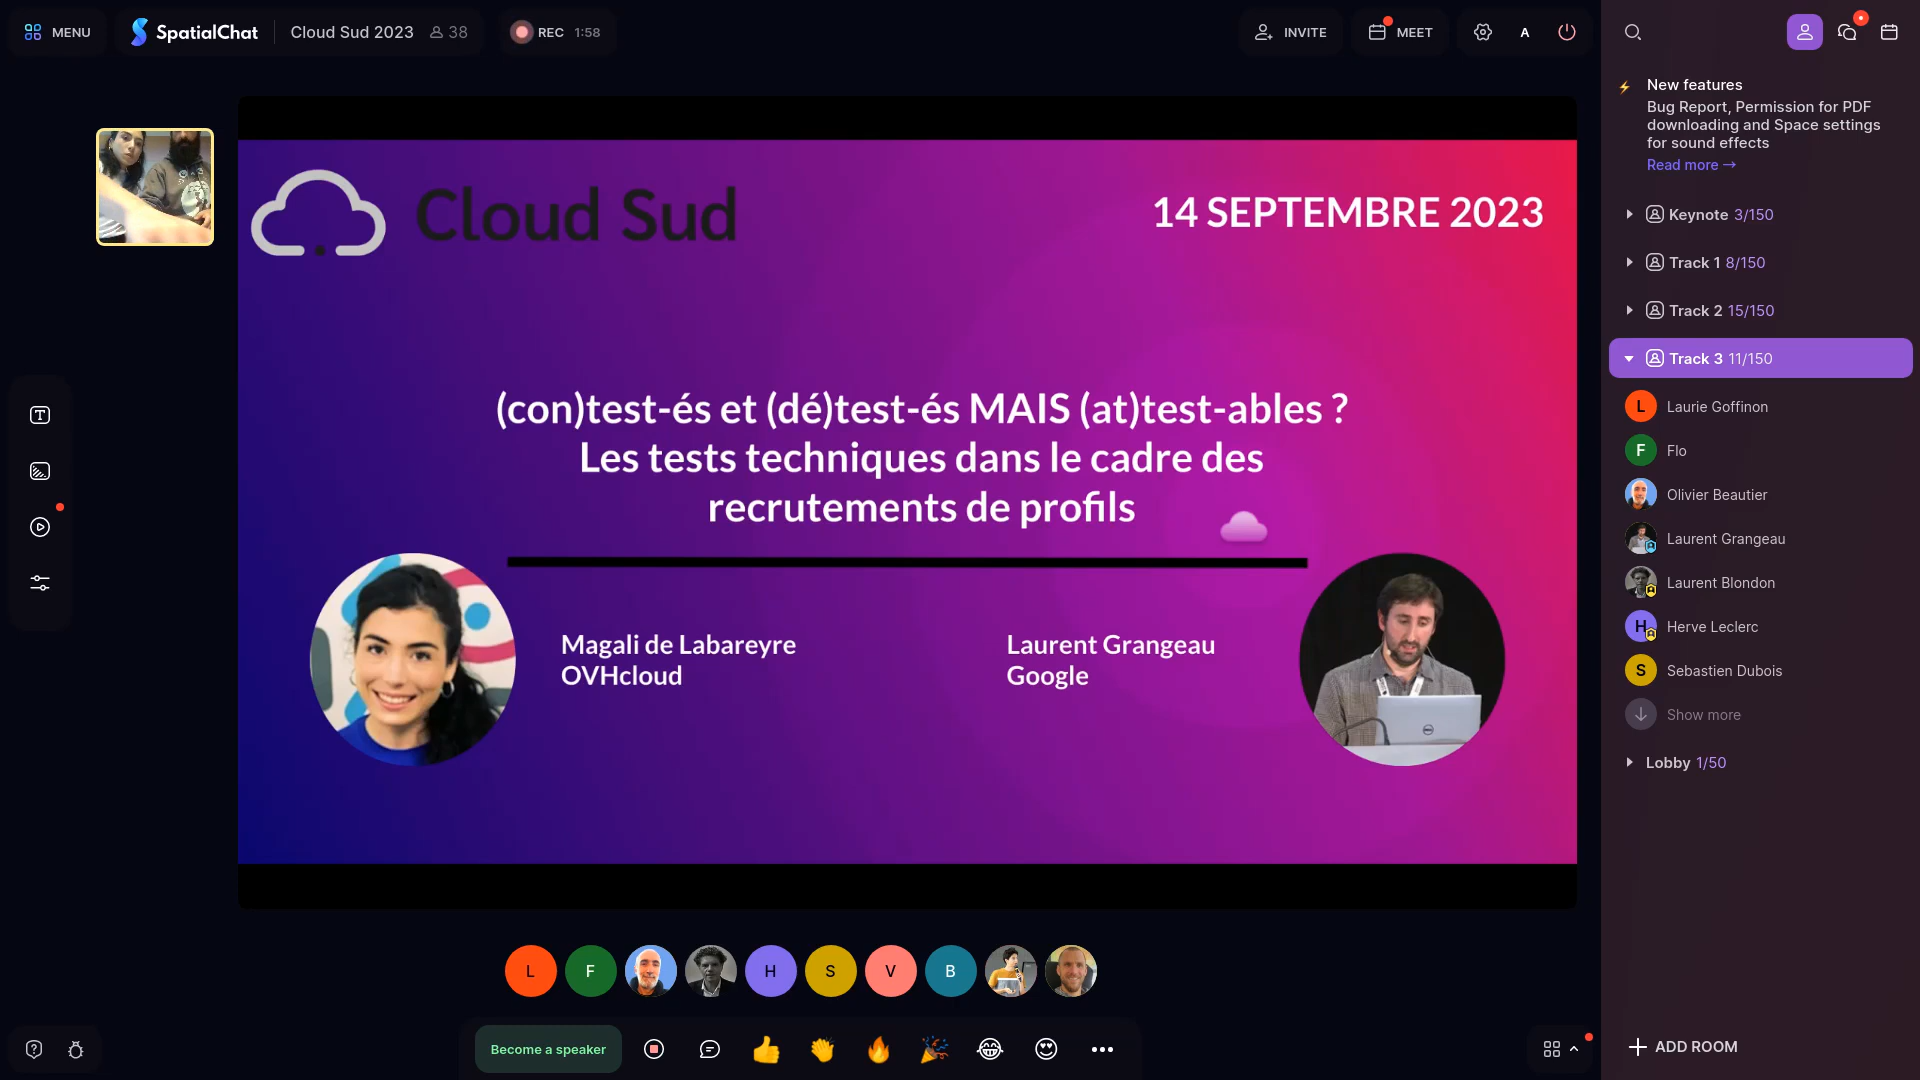 MENU
SpatialChat
Cloud Sud 2023
38
REC 1:58
INVITE
MEET
A
New features
Bug Report, Permission for PDF
downloading and Space settings
for sound effects
Read more →
Keynote 3/150
Track 1 8/150
Track 2 15/150
Track 3 11/150
L Laurie Goffinon
F Flo
Olivier Beautier
Laurent Grangeau
Laurent Blondon
H Herve Leclerc
S Sebastien Dubois
Show more
Lobby 1/50
ADD ROOM
Cloud Sud
14 SEPTEMBRE 2023
(con)test-és et (dé)test-és MAIS (at)test-ables ?
Les tests techniques dans le cadre des
recrutements de profils
Magali de Labareyre
OVHcloud
Laurent Grangeau
Google
L F H S V B
Become a speaker